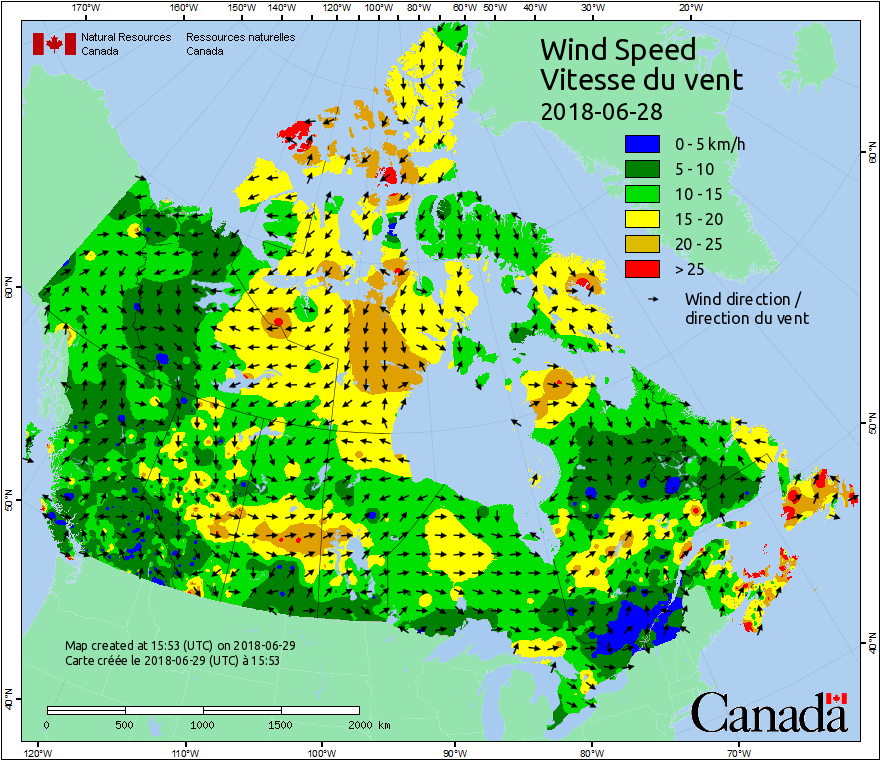 170°W 160°W 150°W 140°W 130°W 120°W 110°W 100°W 80°W 60°W 50°W 40°W 30°W 20°W
Natural Resources Canada
Ressources naturelles Canada
Wind Speed
Vitesse du vent
2018-06-28
0 - 5 km/h
5 - 10
10 - 15
15 - 20
20 - 25
> 25
Wind direction /
direction du vent
60°N
60°N
50°N
50°N
40°N
40°N
Map created at 15:53 (UTC) on 2018-06-29
Carte créée le 2018-06-29 (UTC) à 15:53
0 500 1000 1500 2000 km
Canada
120°W 110°W 100°W 90°W 80°W 70°W